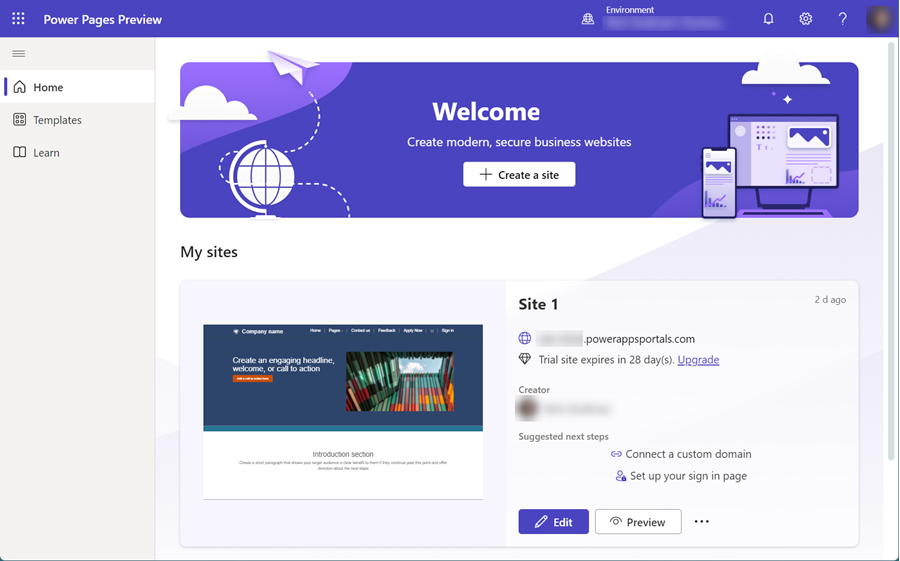 Power Pages Preview
Environment
Home
Templates
Learn
Welcome
Create modern, secure business websites
Create a site
My sites
Company name
Home
Pages
Contact us
Feedback
Apply Now
Sign in
Create an engaging headline,
welcome, or call to action
Add a call to action here
Introduction section
Create a short paragraph that shows your target audience a clear benefit to them if they continue past this point and offer
direction about the next steps
Site 1
2 d ago
.powerappsportals.com
Trial site expires in 28 day(s). Upgrade
Creator
Suggested next steps
Connect a custom domain
Set up your sign in page
Edit
Preview